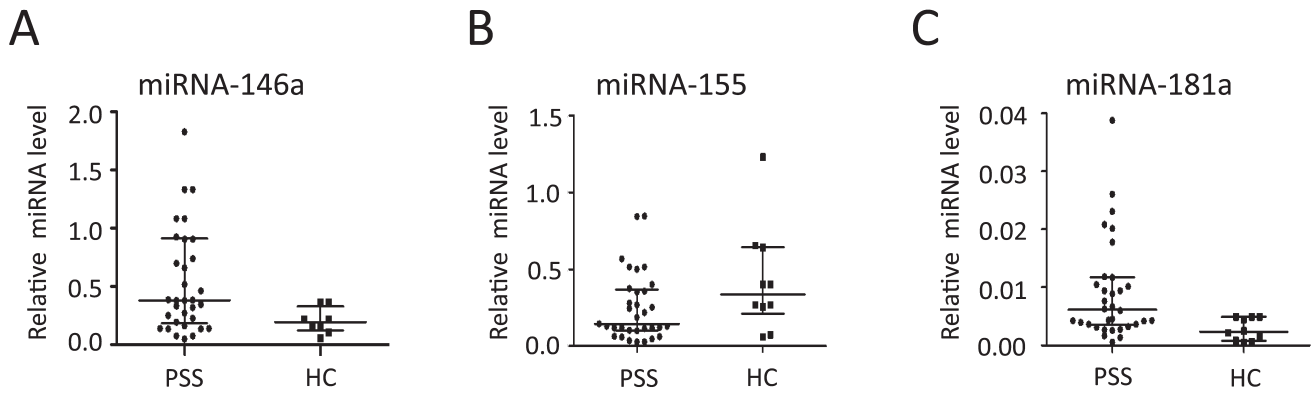 A
miRNA-146a
Relative miRNA level
2.0
1.5
1.0
0.5
0.0
PSS HC
B
miRNA-155
Relative miRNA level
1.5
1.0
0.5
0.0
PSS HC
C
miRNA-181a
Relative miRNA level
0.04
0.03
0.02
0.01
0.00
PSS HC